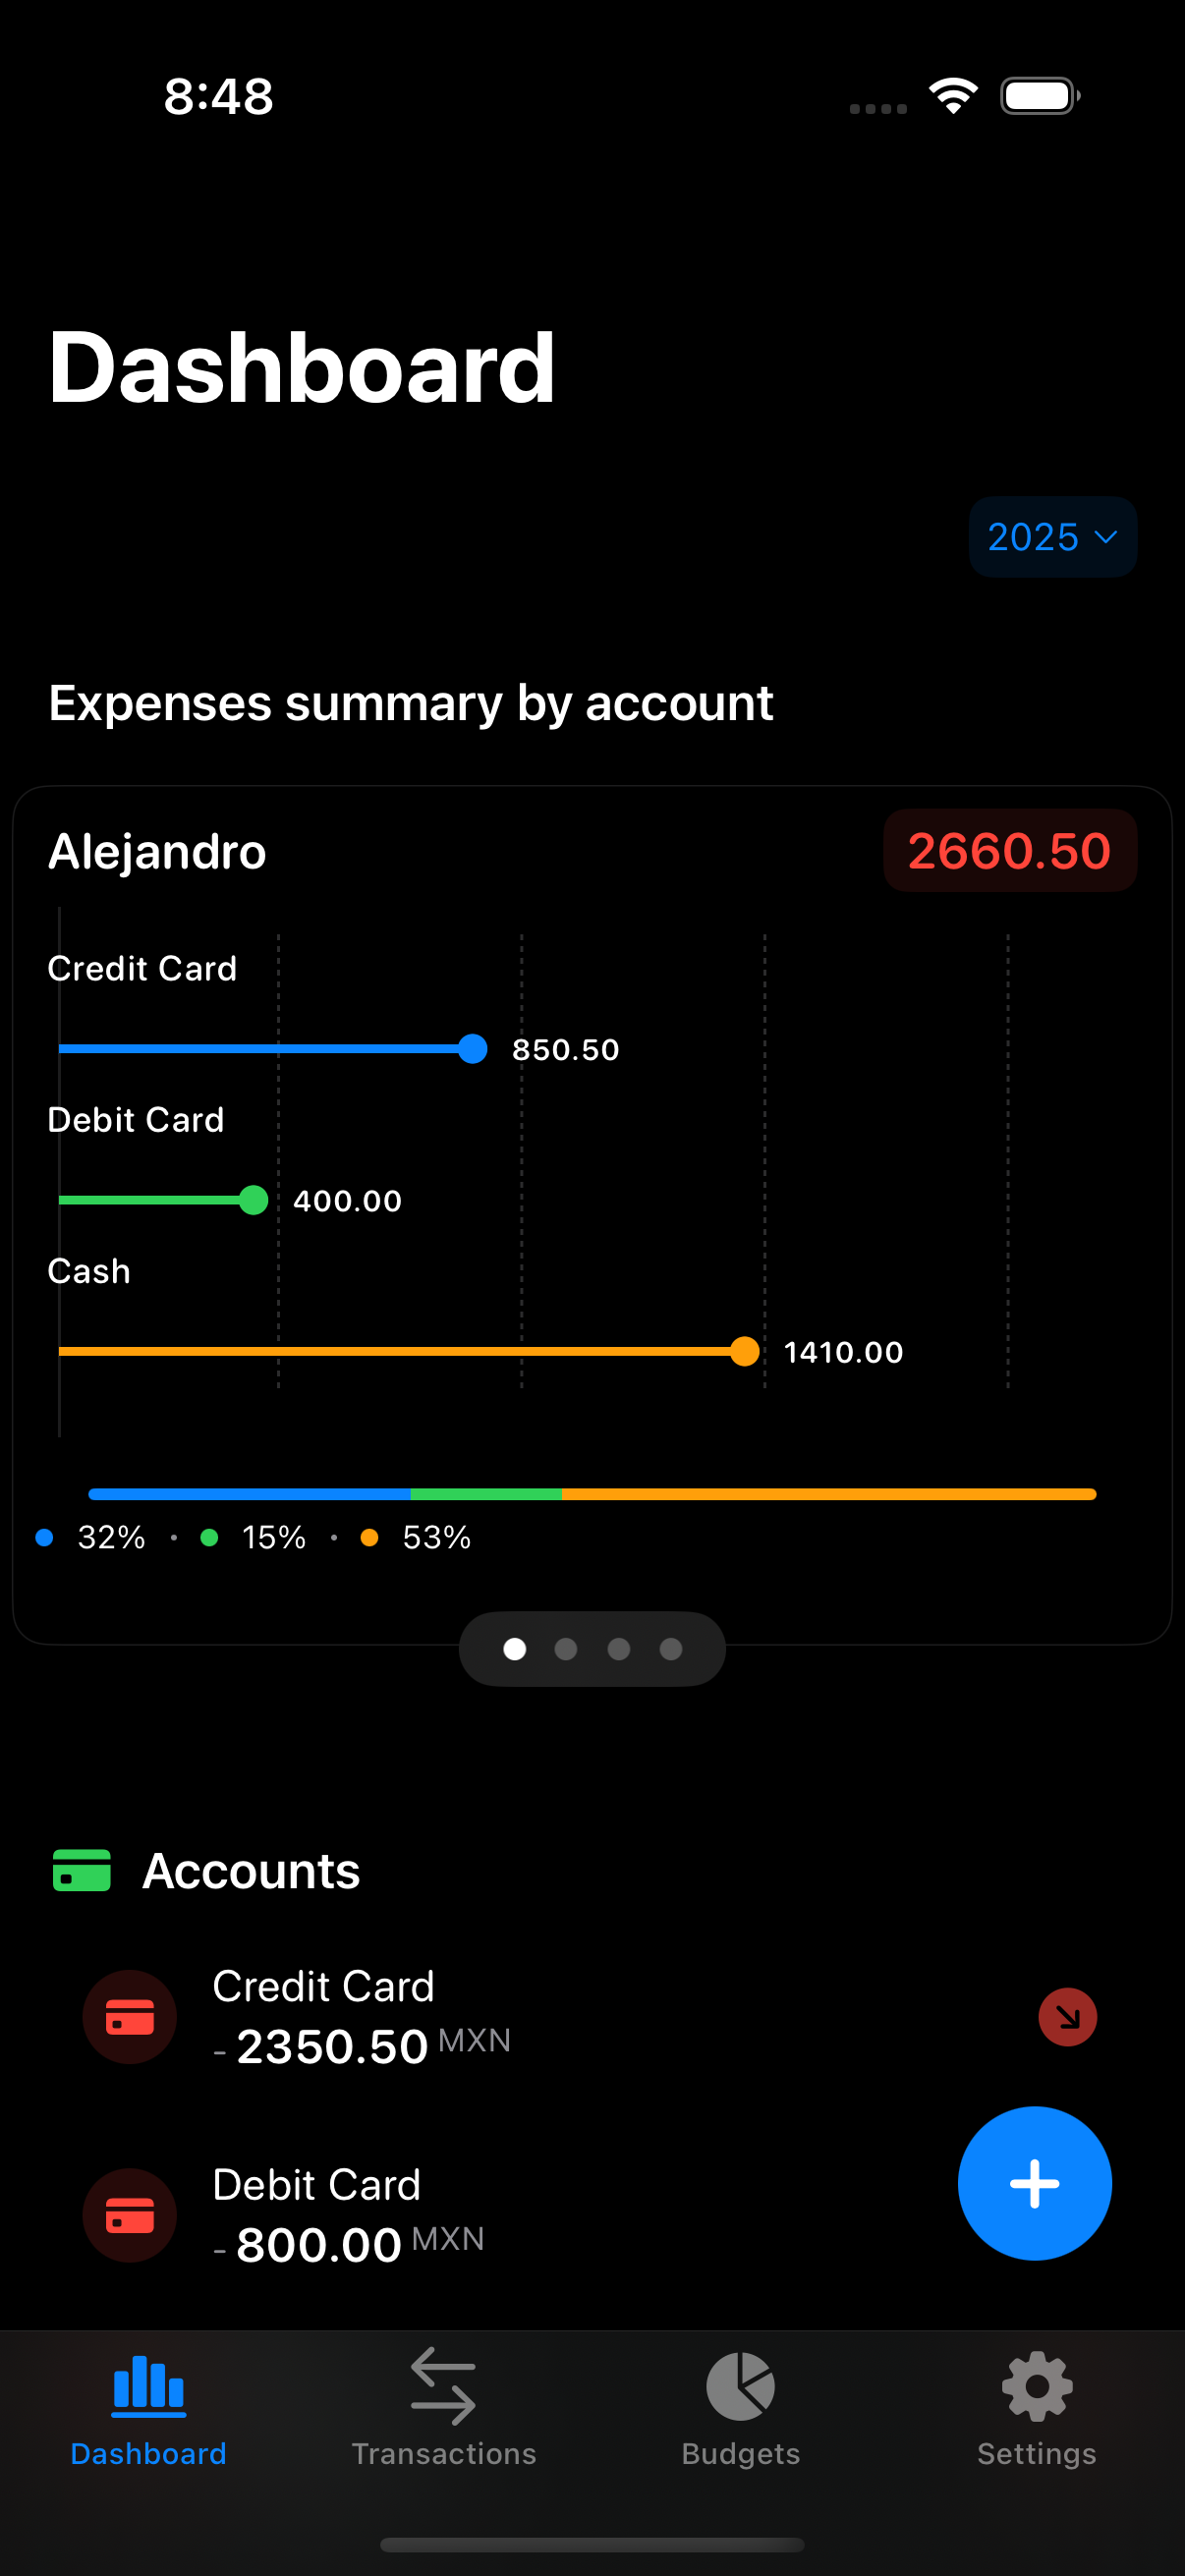 8:48
Dashboard
2025
Expenses summary by account
Alejandro 2660.50
Credit Card
850.50
Debit Card
400.00
Cash
1410.00
32% · 15% · 53%
Accounts
Credit Card
- 2350.50 MXN
Debit Card
- 800.00 MXN
Dashboard Transactions Budgets Settings